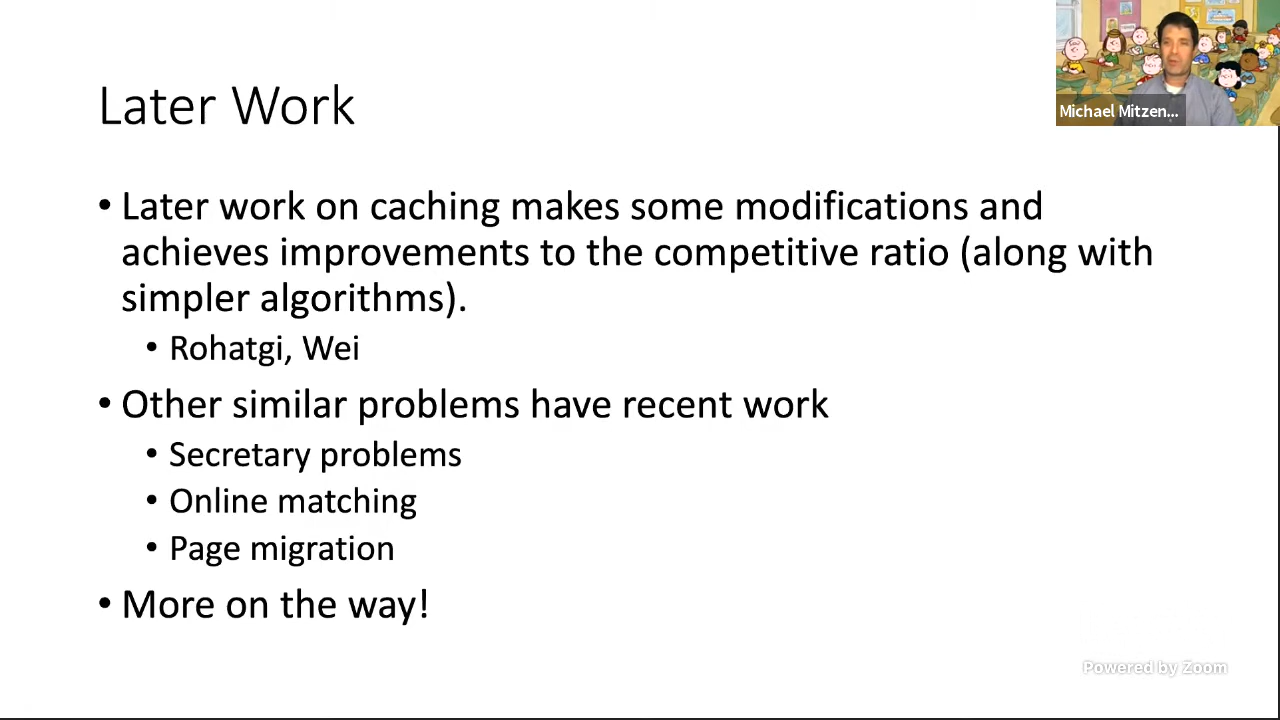 Michael Mitzen...
Later Work
• Later work on caching makes some modifications and
achieves improvements to the competitive ratio (along with
simpler algorithms).
• Rohatgi, Wei
• Other similar problems have recent work
• Secretary problems
• Online matching
• Page migration
• More on the way!
Powered by Zoom